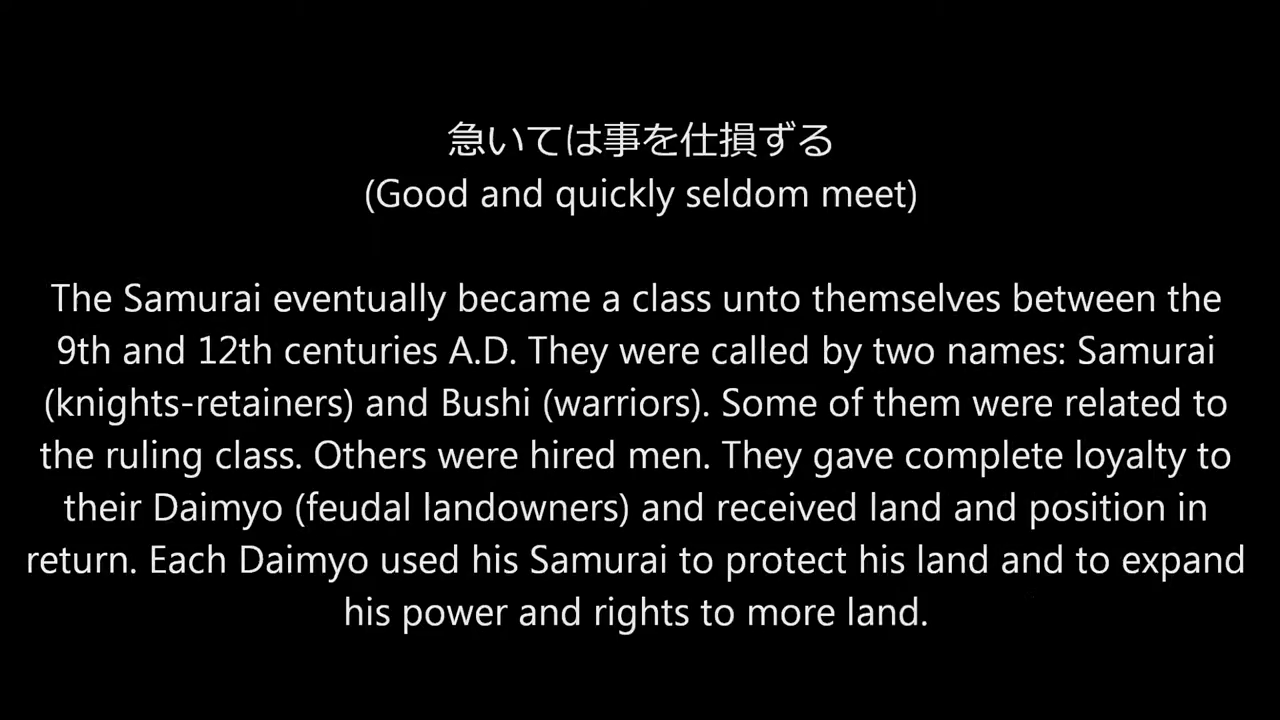 急いては事を仕損ずる
(Good and quickly seldom meet)
The Samurai eventually became a class unto themselves between the
9th and 12th centuries A.D. They were called by two names: Samurai
(knights-retainers) and Bushi (warriors). Some of them were related to
the ruling class. Others were hired men. They gave complete loyalty to
their Daimyo (feudal landowners) and received land and position in
return. Each Daimyo used his Samurai to protect his land and to expand
his power and rights to more land.